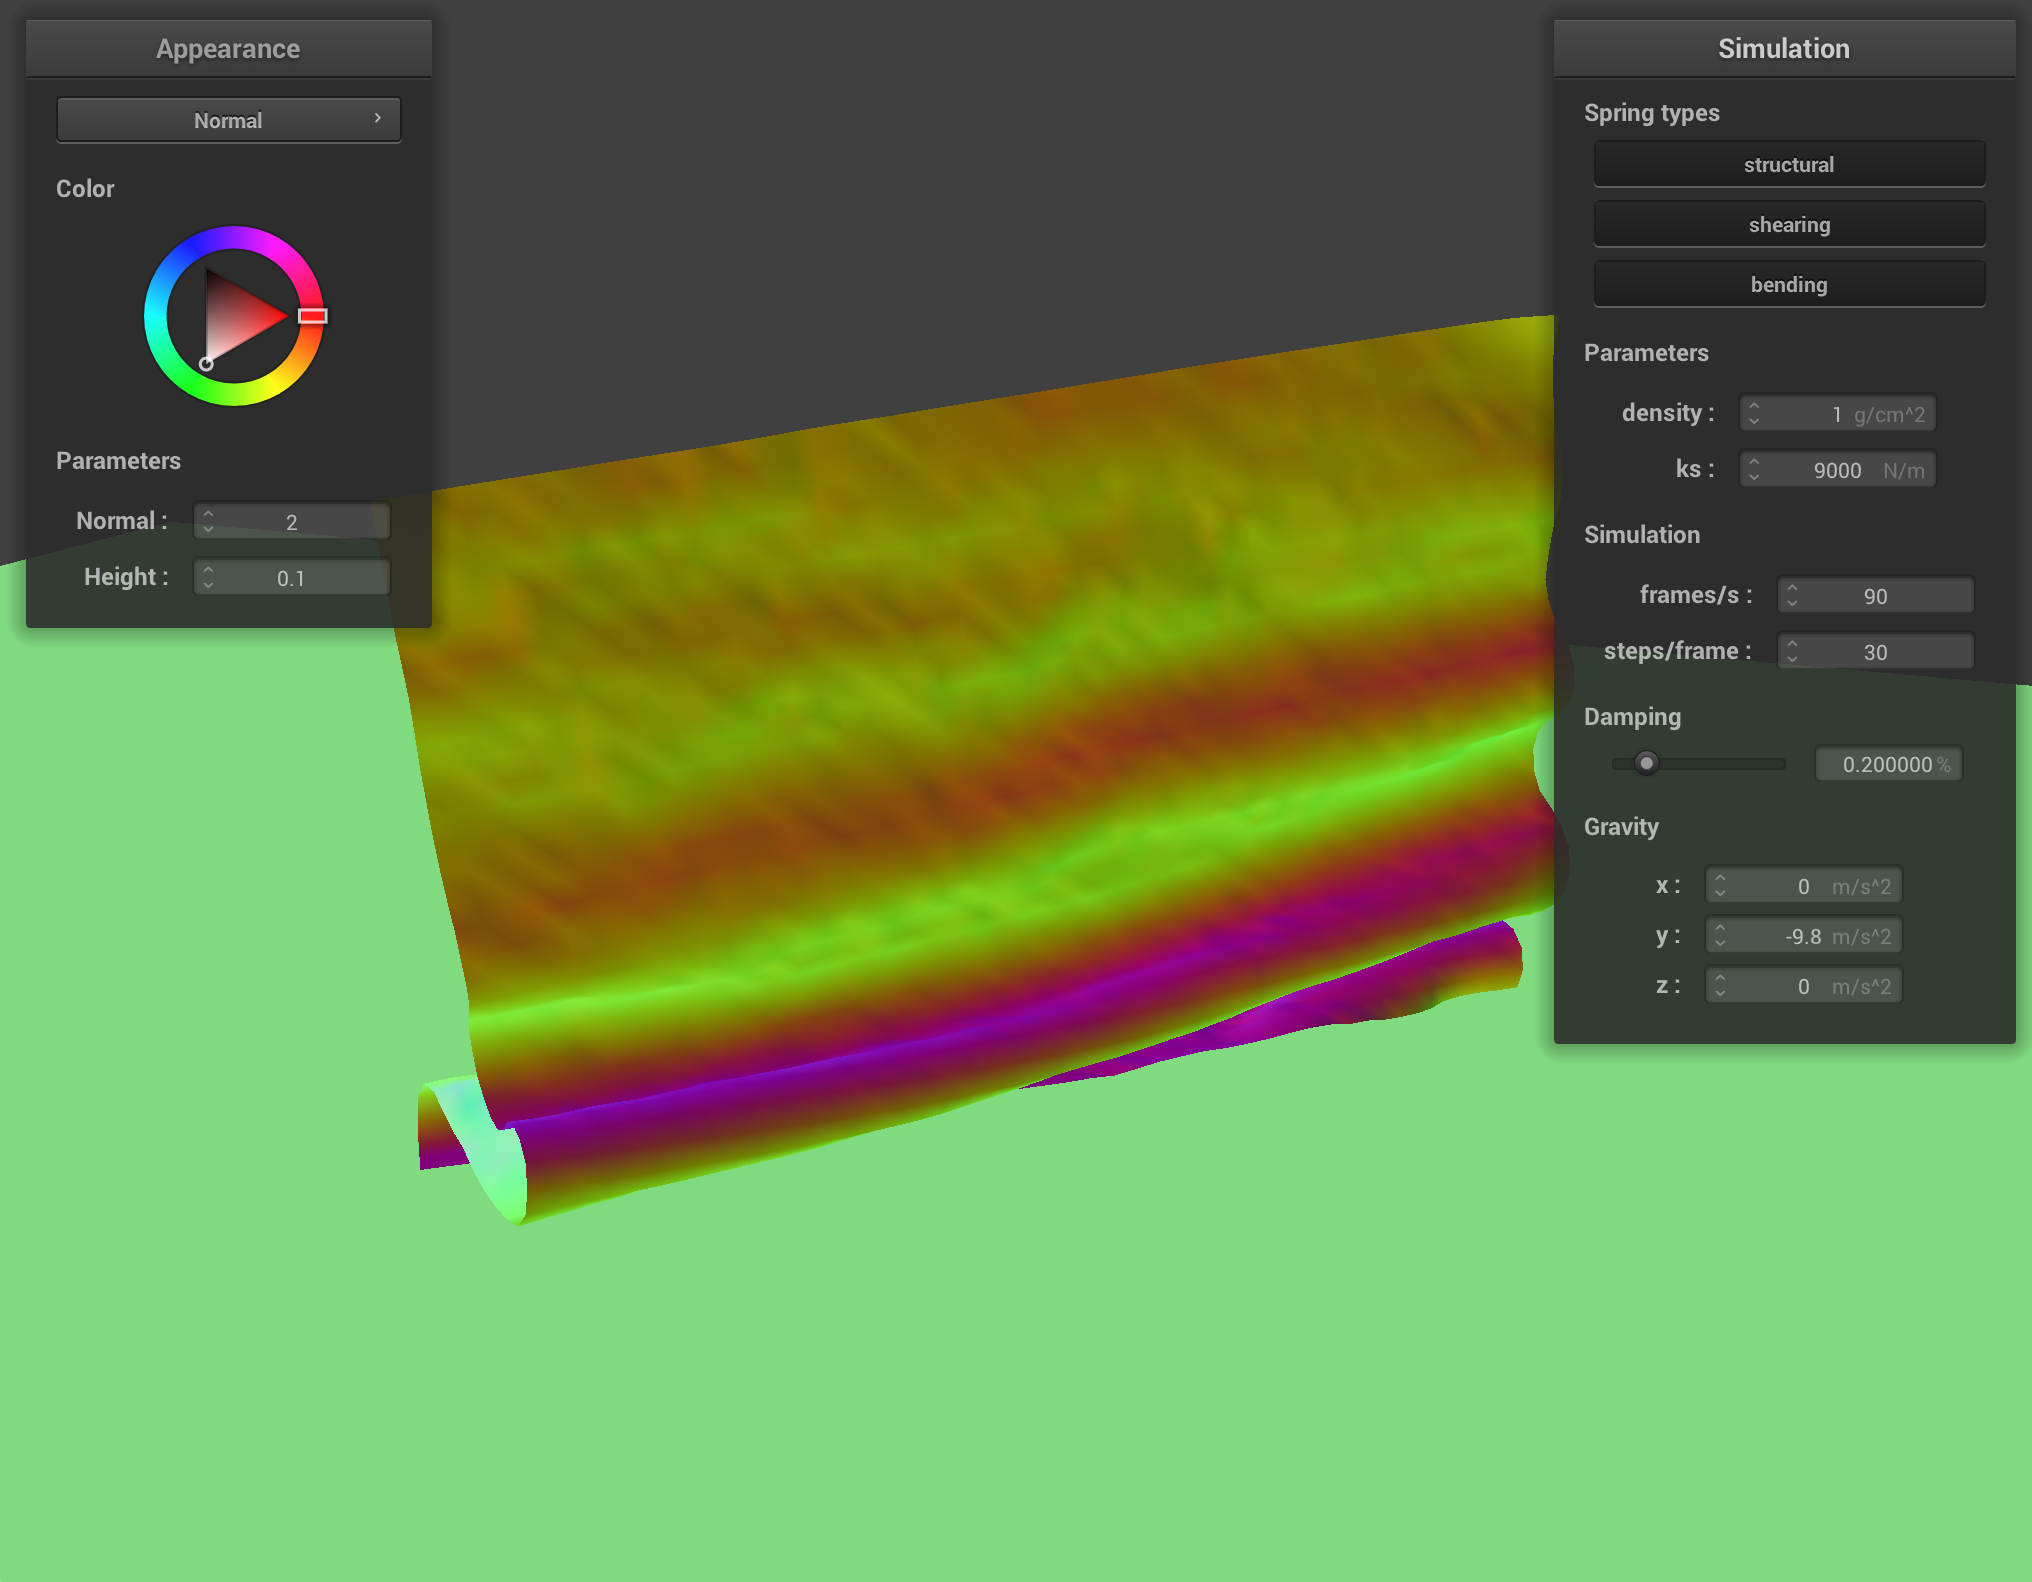 Appearance
Normal
Color
Parameters
Normal : 2
Height : 0.1
Simulation
Spring types
structural
shearing
bending
Parameters
density : 1 g/cm^2
ks : 9000 N/m
Simulation
frames/s : 90
steps/frame : 30
Damping
0.200000 %
Gravity
x : 0 m/s^2
y : -9.8 m/s^2
z : 0 m/s^2